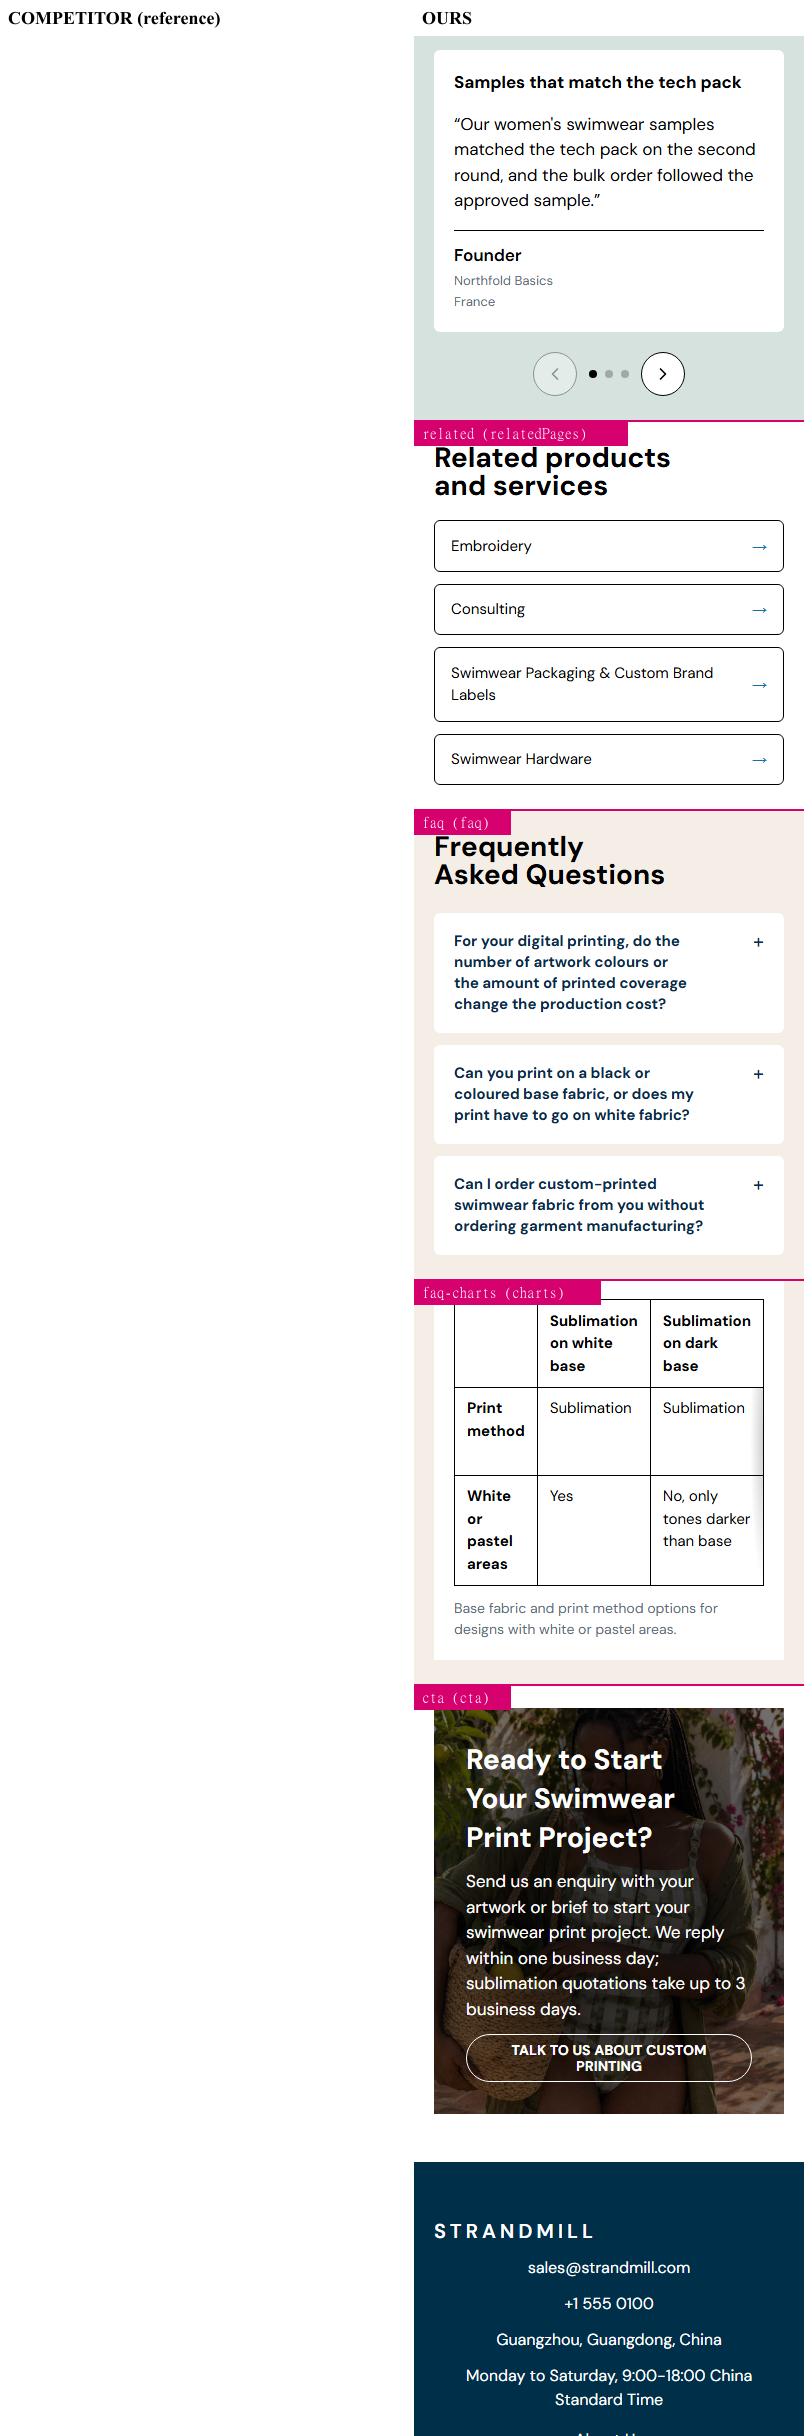 COMPETITOR (reference)
OURS
Samples that match the tech pack
“Our women's swimwear samples
matched the tech pack on the second
round, and the bulk order followed the
approved sample.”
Founder
Northfold Basics
France
related (relatedPages)
Related products
and services
Embroidery →
Consulting →
Swimwear Packaging & Custom Brand
Labels →
Swimwear Hardware →
faq (faq)
Frequently
Asked Questions
For your digital printing, do the +
number of artwork colours or
the amount of printed coverage
change the production cost?
Can you print on a black or +
coloured base fabric, or does my
print have to go on white fabric?
Can I order custom-printed +
swimwear fabric from you without
ordering garment manufacturing?
faq-charts (charts)
Sublimation
on white
base
Sublimation
on dark
base
Print
method
Sublimation
Sublimation
White
or
pastel
areas
Yes
No, only
tones darker
than base
Base fabric and print method options for
designs with white or pastel areas.
cta (cta)
Ready to Start
Your Swimwear
Print Project?
Send us an enquiry with your
artwork or brief to start your
swimwear print project. We reply
within one business day;
sublimation quotations take up to 3
business days.
TALK TO US ABOUT CUSTOM
PRINTING
STRANDMILL
sales@strandmill.com
+1 555 0100
Guangzhou, Guangdong, China
Monday to Saturday, 9:00-18:00 China
Standard Time